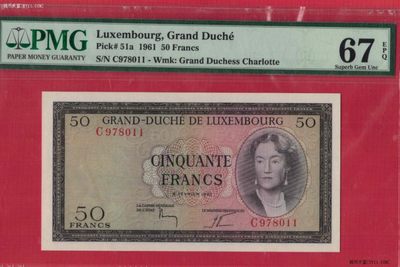 PMG
PAPER MONEY GUARANTY
Luxembourg, Grand Duché
Pick# 51a 1961 50 Francs
S/N C978011 - Wmk: Grand Duchess Charlotte
67
EPQ
Superb Gem Unc
GRAND-DUCHÉ DE LUXEMBOURG
50
50
C978011
CINQUANTE
FRANCS
50
FRANCS
C978011